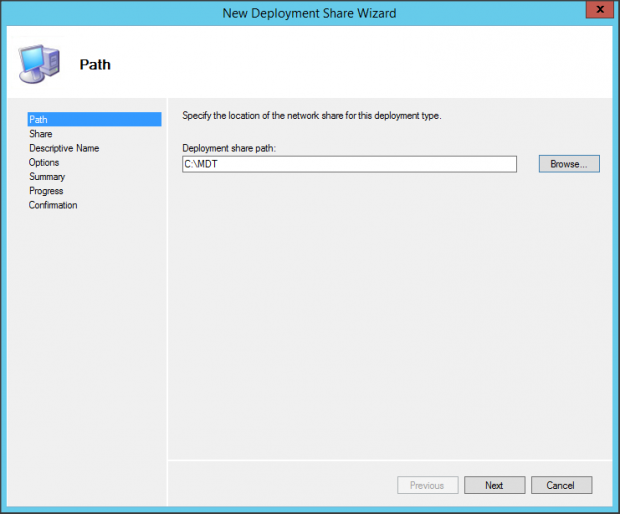 New Deployment Share Wizard
x
Path
Path
Share
Descriptive Name
Options
Summary
Progress
Confirmation
Specify the location of the network share for this deployment type.
Deployment share path:
C:\MDT
Browse...
Previous
Next
Cancel